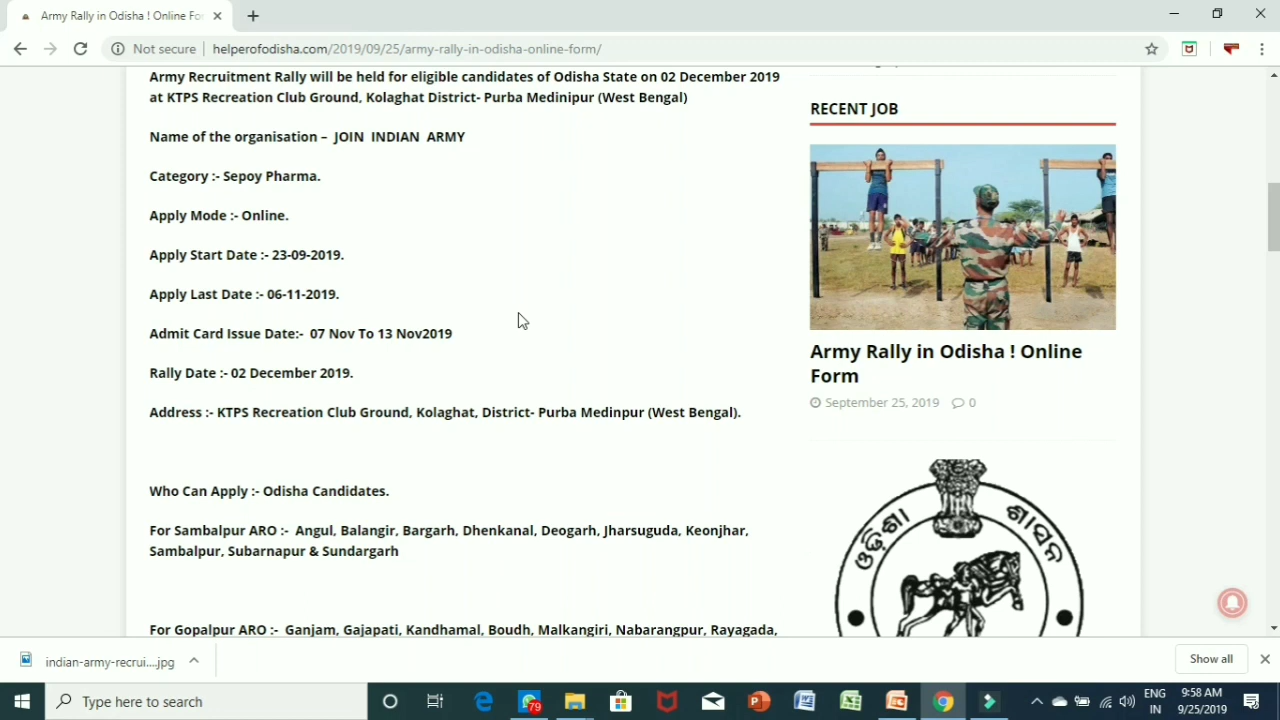 Army Rally in Odisha ! Online Fo
Not secure
helperofodisha.com/2019/09/25/army-rally-in-odisha-online-form/
Army Recruitment Rally will be held for eligible candidates of Odisha State on 02 December 2019
at KTPS Recreation Club Ground, Kolaghat District- Purba Medinipur (West Bengal)
Name of the organisation – JOIN INDIAN ARMY
Category :- Sepoy Pharma.
Apply Mode :- Online.
Apply Start Date :- 23-09-2019.
Apply Last Date :- 06-11-2019.
Admit Card Issue Date:- 07 Nov To 13 Nov2019
Rally Date :- 02 December 2019.
Address :- KTPS Recreation Club Ground, Kolaghat, District- Purba Medinpur (West Bengal).
Who Can Apply :- Odisha Candidates.
For Sambalpur ARO :- Angul, Balangir, Bargarh, Dhenkanal, Deogarh, Jharsuguda, Keonjhar,
Sambalpur, Subarnapur & Sundargarh
For Gopalpur ARO :- Ganjam, Gajapati, Kandhamal, Boudh, Malkangiri, Nabarangpur, Rayagada,
RECENT JOB
Army Rally in Odisha ! Online
Form
September 25, 2019 0
ଓଡ଼ିଶା ଶାସନ
indian-army-recrui....jpg
Show all
Type here to search
79
ENG
IN
9:58 AM
9/25/2019